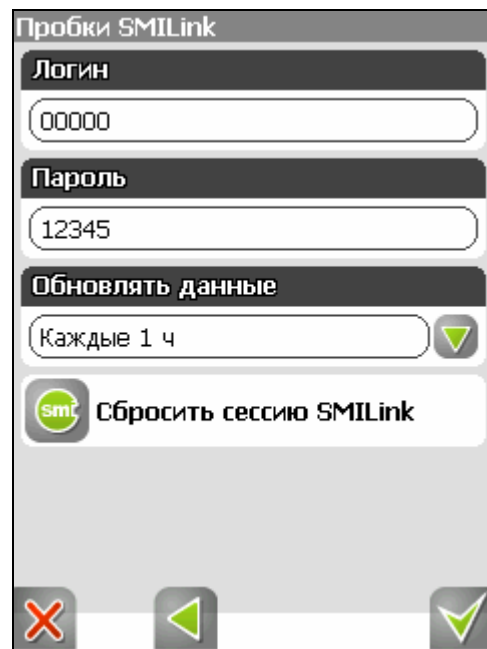 Пробки SMILink
Логин
00000
Пароль
12345
Обновлять данные
Каждые 1 ч
smi
Сбросить сессию SMILink